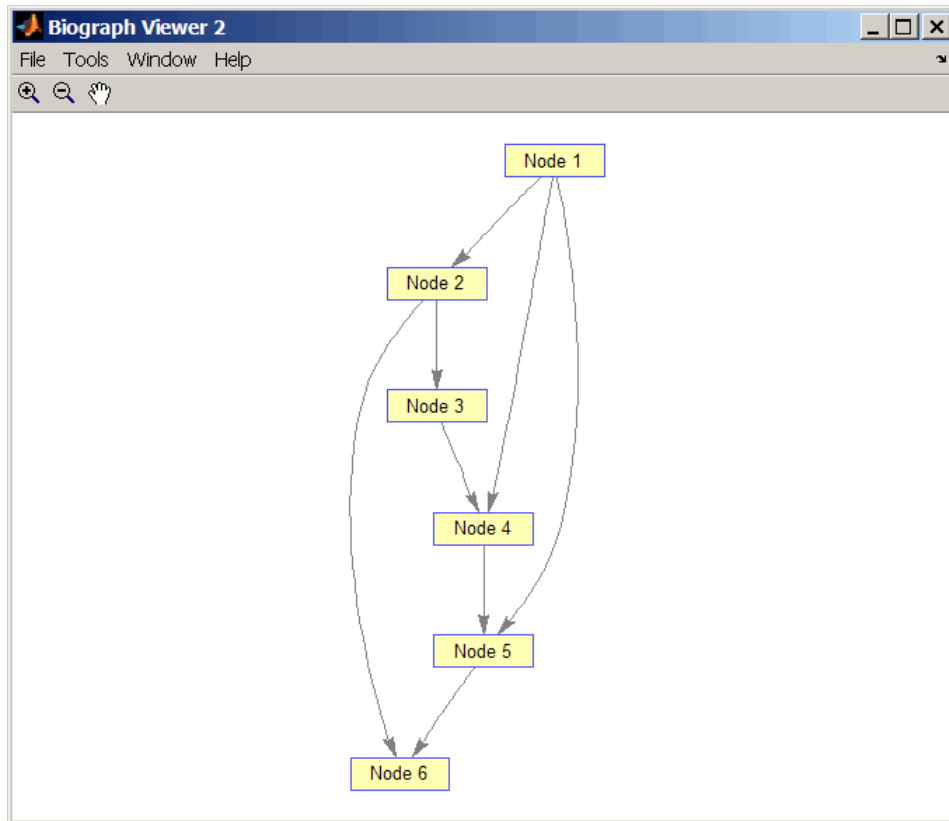 Biograph Viewer 2
File Tools Window Help
Node 1
Node 2
Node 3
Node 4
Node 5
Node 6